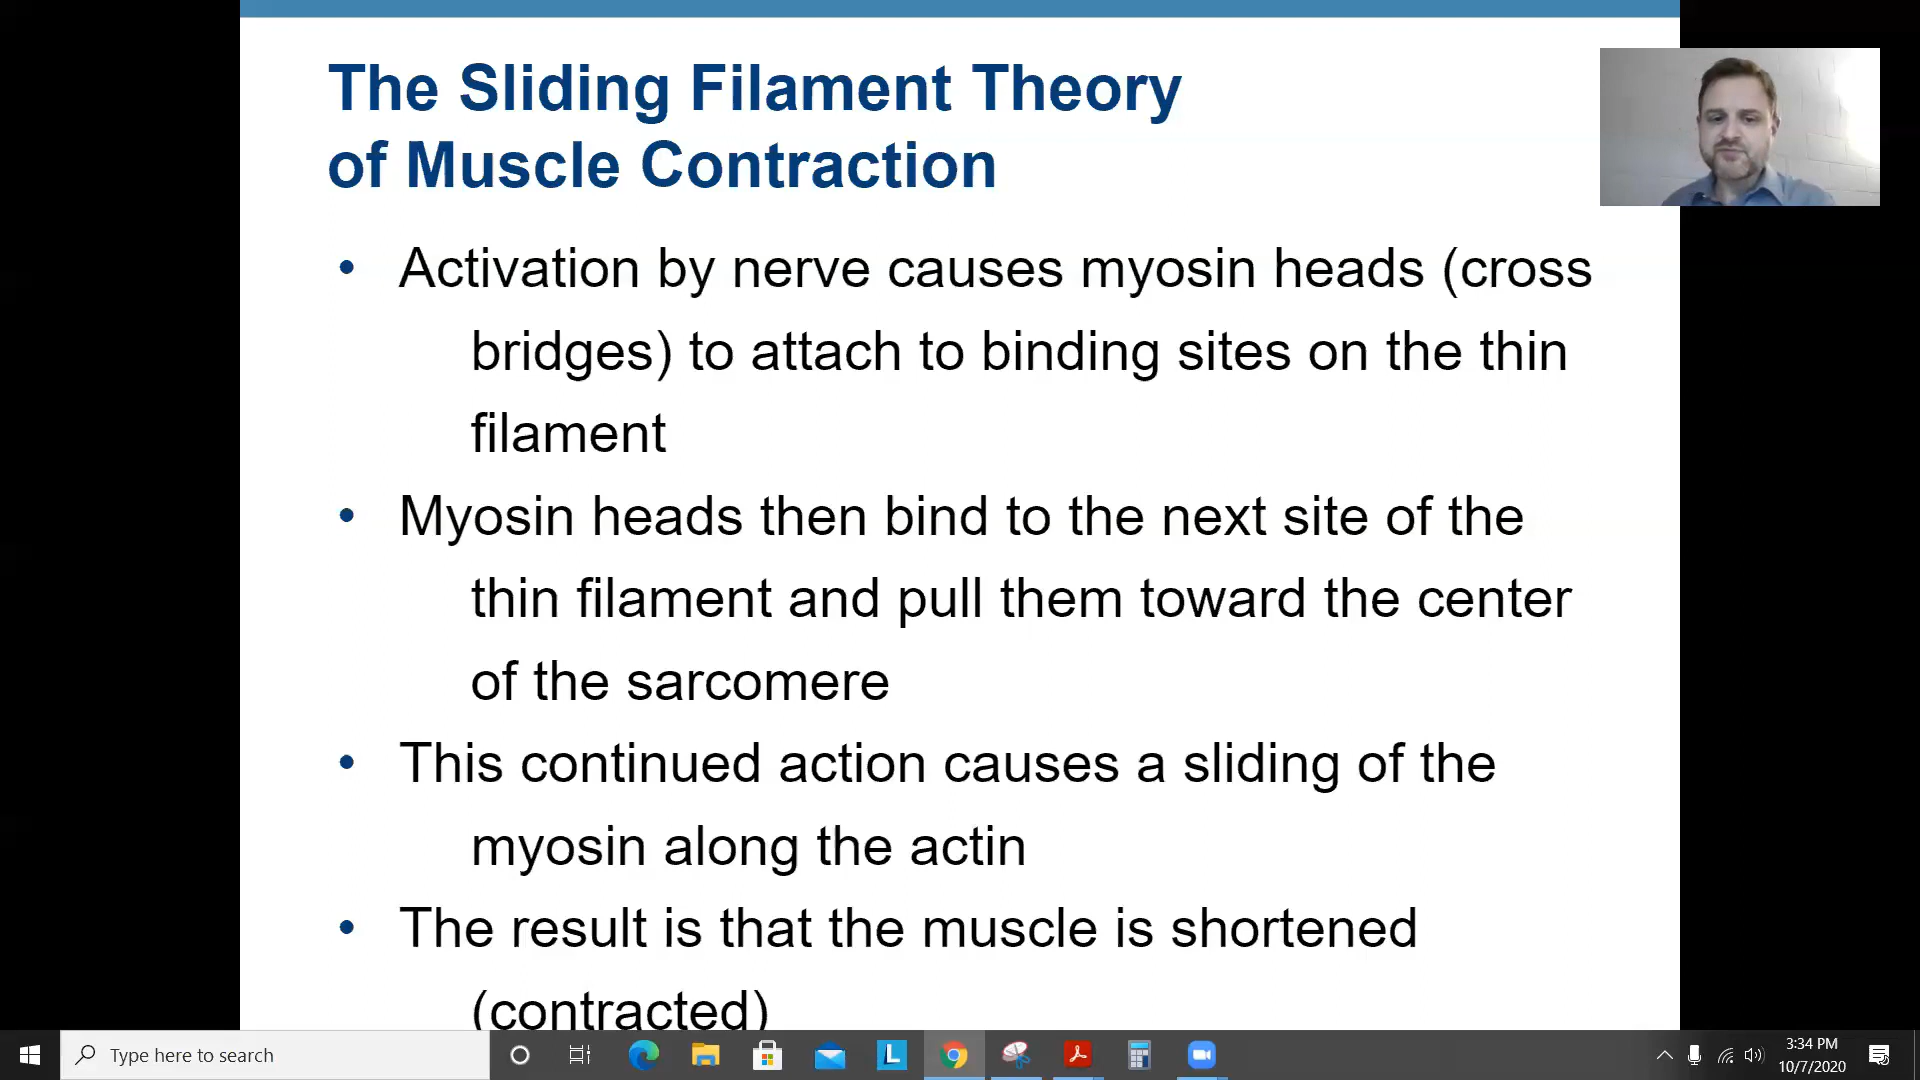 The Sliding Filament Theory
of Muscle Contraction
• Activation by nerve causes myosin heads (cross
bridges) to attach to binding sites on the thin
filament
• Myosin heads then bind to the next site of the
thin filament and pull them toward the center
of the sarcomere
• This continued action causes a sliding of the
myosin along the actin
• The result is that the muscle is shortened
(contracted)
Type here to search
L
3:34 PM
10/7/2020